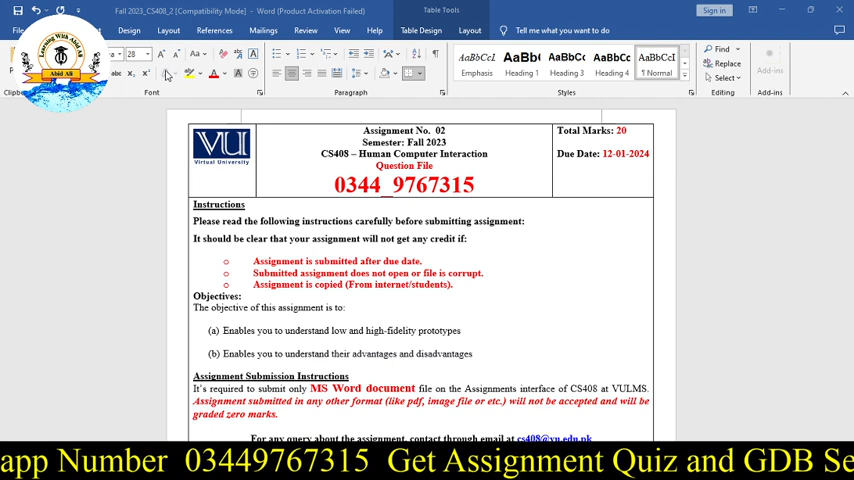 Fall 2023_CS408_2 [Compatibility Mode] - Word (Product Activation Failed)
Table Tools
Sign in
Design
Layout
References
Mailings
Review
View
Help
Table Design
Layout
Tell me what you want to do
Learning With Abid Ali
Abid Ali
28
Aa
Font
Paragraph
AaBbCcI
Emphasis
AaBb(
Heading 1
AaBbCc
Heading 3
AaBbCc
Heading 4
AaBbCcI
¶ Normal
Styles
Find
Replace
Select
Editing
Add-ins
Add-ins
VU
Virtual University
Assignment No. 02
Semester: Fall 2023
CS408 – Human Computer Interaction
Question File
0344_9767315
Total Marks: 20
Due Date: 12-01-2024
Instructions
Please read the following instructions carefully before submitting assignment:
It should be clear that your assignment will not get any credit if:
o Assignment is submitted after due date.
o Submitted assignment does not open or file is corrupt.
o Assignment is copied (From internet/students).
Objectives:
The objective of this assignment is to:
(a) Enables you to understand low and high-fidelity prototypes
(b) Enables you to understand their advantages and disadvantages
Assignment Submission Instructions
It's required to submit only MS Word document file on the Assignments interface of CS408 at VULMS.
Assignment submitted in any other format (like pdf, image file or etc.) will not be accepted and will be
graded zero marks.
For any query about the assignment, contact through email at cs408@vu.edu.pk
app Number 03449767315 Get Assignment Quiz and GDB Se